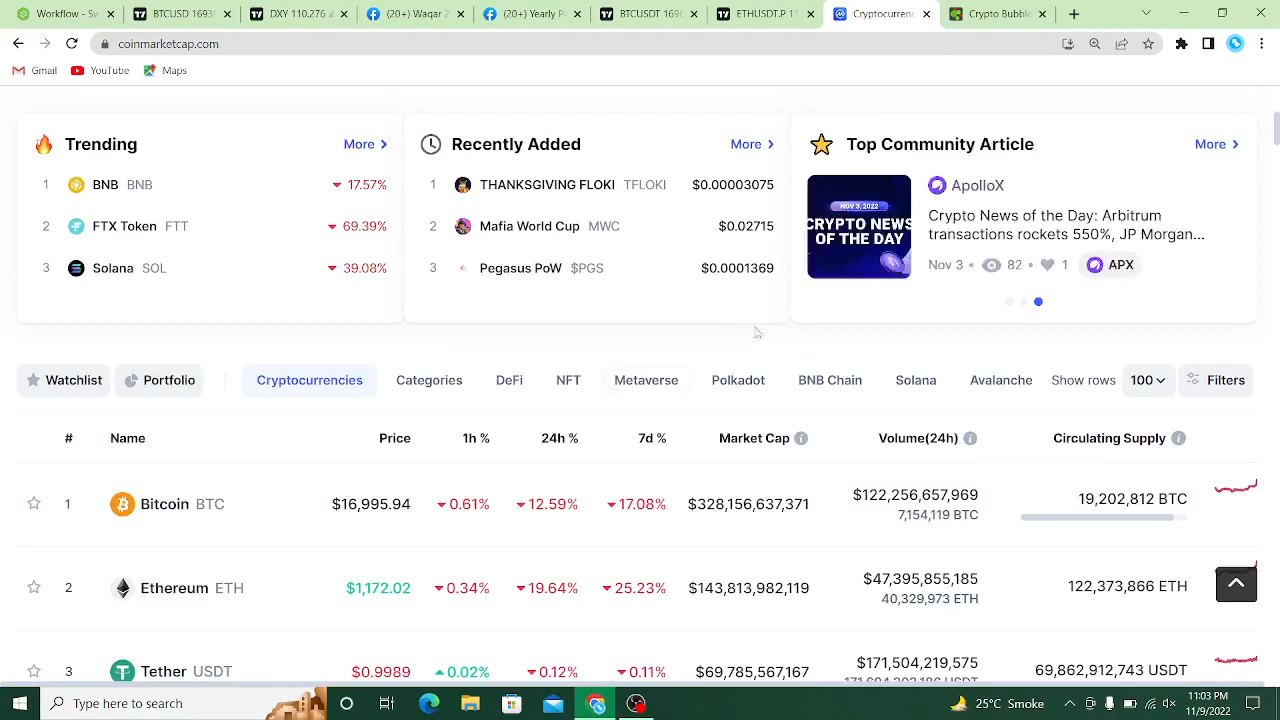 Workflow - Sw
BTCUSD 1693
DXY 110.276
(20+) Waqar Z
(20+) Yearly P
BTCUSDT 169
ETHUSDT.P 11
Cryptocurrenc
Crypto Bubble
coinmarketcap.com
Gmail YouTube Maps
Trending More
1 BNB BNB 17.57%
2 FTX Token FTT 69.39%
3 Solana SOL 39.08%
Recently Added More
1 THANKSGIVING FLOKI TFLOKI $0.00003075
2 Mafia World Cup MWC $0.02715
3 Pegasus PoW $PGS $0.0001369
Top Community Article More
NOV 3, 2022
CRYPTO NEWS
OF THE DAY
ApolloX
Crypto News of the Day: Arbitrum
transactions rockets 550%, JP Morgan...
Nov 3 • 82 • 1 APX
Watchlist Portfolio Cryptocurrencies Categories DeFi NFT Metaverse Polkadot BNB Chain Solana Avalanche Show rows 100 Filters
# Name Price 1h % 24h % 7d % Market Cap Volume(24h) Circulating Supply
1 Bitcoin BTC $16,995.94 0.61% 12.59% 17.08% $328,156,637,371 $122,256,657,969 19,202,812 BTC
7,154,119 BTC
2 Ethereum ETH $1,172.02 0.34% 19.64% 25.23% $143,813,982,119 $47,395,855,185 122,373,866 ETH
40,329,973 ETH
3 Tether USDT $0.9989 0.02% 0.12% 0.11% $69,785,567,167 $171,504,219,575 69,862,912,743 USDT
Type here to search
25°C Smoke
11:03 PM
11/9/2022